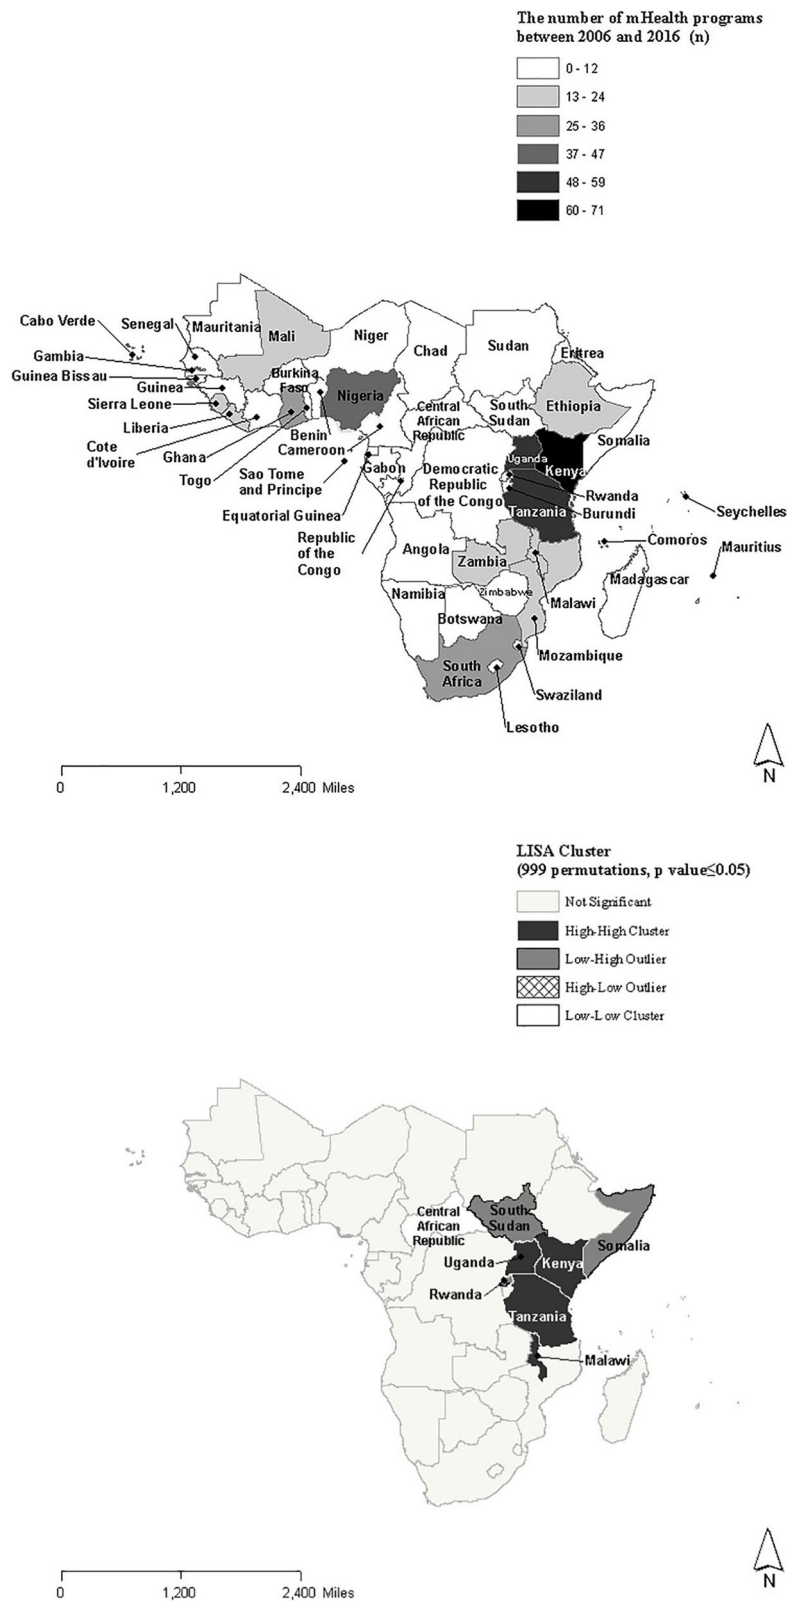 The number of mHealth programs
between 2006 and 2016 (n)
0 - 12
13 - 24
25 - 36
37 - 47
48 - 59
60 - 71
Cabo Verde
Senegal
Mauritania
Mali
Niger
Chad
Sudan
Eritrea
Gambia
Guinea Bissau
Guinea
Sierra Leone
Liberia
Cote
d'Ivoire
Ghana
Togo
Burkina
Faso
Nigeria
Benin
Cameroon
Sao Tome
and Principe
Equatorial Guinea
Gabon
Republic
of the
Congo
Central
African
Republic
South
Sudan
Ethiopia
Somalia
Uganda
Kenya
Democratic
Republic
of the Congo
Rwanda
Burundi
Tanzania
Seychelles
Comoros
Mauritius
Madagascar
Angola
Zambia
Malawi
Namibia
Zimbabwe
Botswana
Mozambique
South
Africa
Swaziland
Lesotho
N
0
1,200
2,400 Miles
LISA Cluster
(999 permutations, p value≤0.05)
Not Significant
High-High Cluster
Low-High Outlier
High-Low Outlier
Low-Low Cluster
Central
African
Republic
South
Sudan
Somalia
Uganda
Kenya
Rwanda
Tanzania
Malawi
N
0
1,200
2,400 Miles